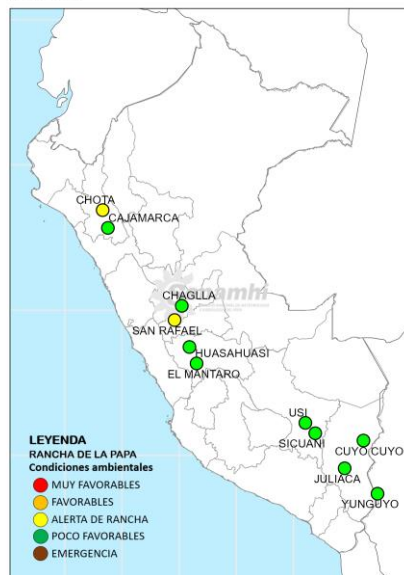 CHOTA
CAJAMARCA
Senamhi
CHAGLLA
SAN RAFAEL
HUASAHUASI
EL MANTARO
USI
SICUANI
CUYO CUYO
JULIACA
YUNGUYO
LEYENDA
RANCHA DE LA PAPA
Condiciones ambientales
MUY FAVORABLES
FAVORABLES
ALERTA DE RANCHA
POCO FAVORABLES
EMERGENCIA